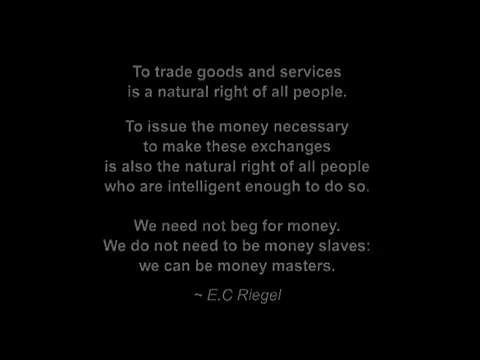 To trade goods and services
is a natural right of all people.
To issue the money necessary
to make these exchanges
is also the natural right of all people
who are intelligent enough to do so.
We need not beg for money.
We do not need to be money slaves:
we can be money masters.
~ E.C Riegel